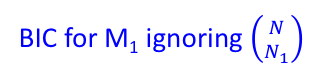 BIC for M₁ ignoring (N N₁)